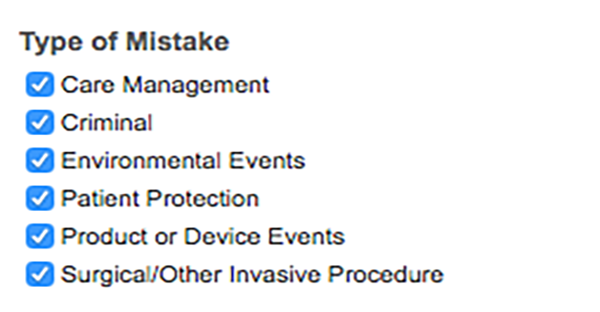 Type of Mistake
Care Management
Criminal
Environmental Events
Patient Protection
Product or Device Events
Surgical/Other Invasive Procedure